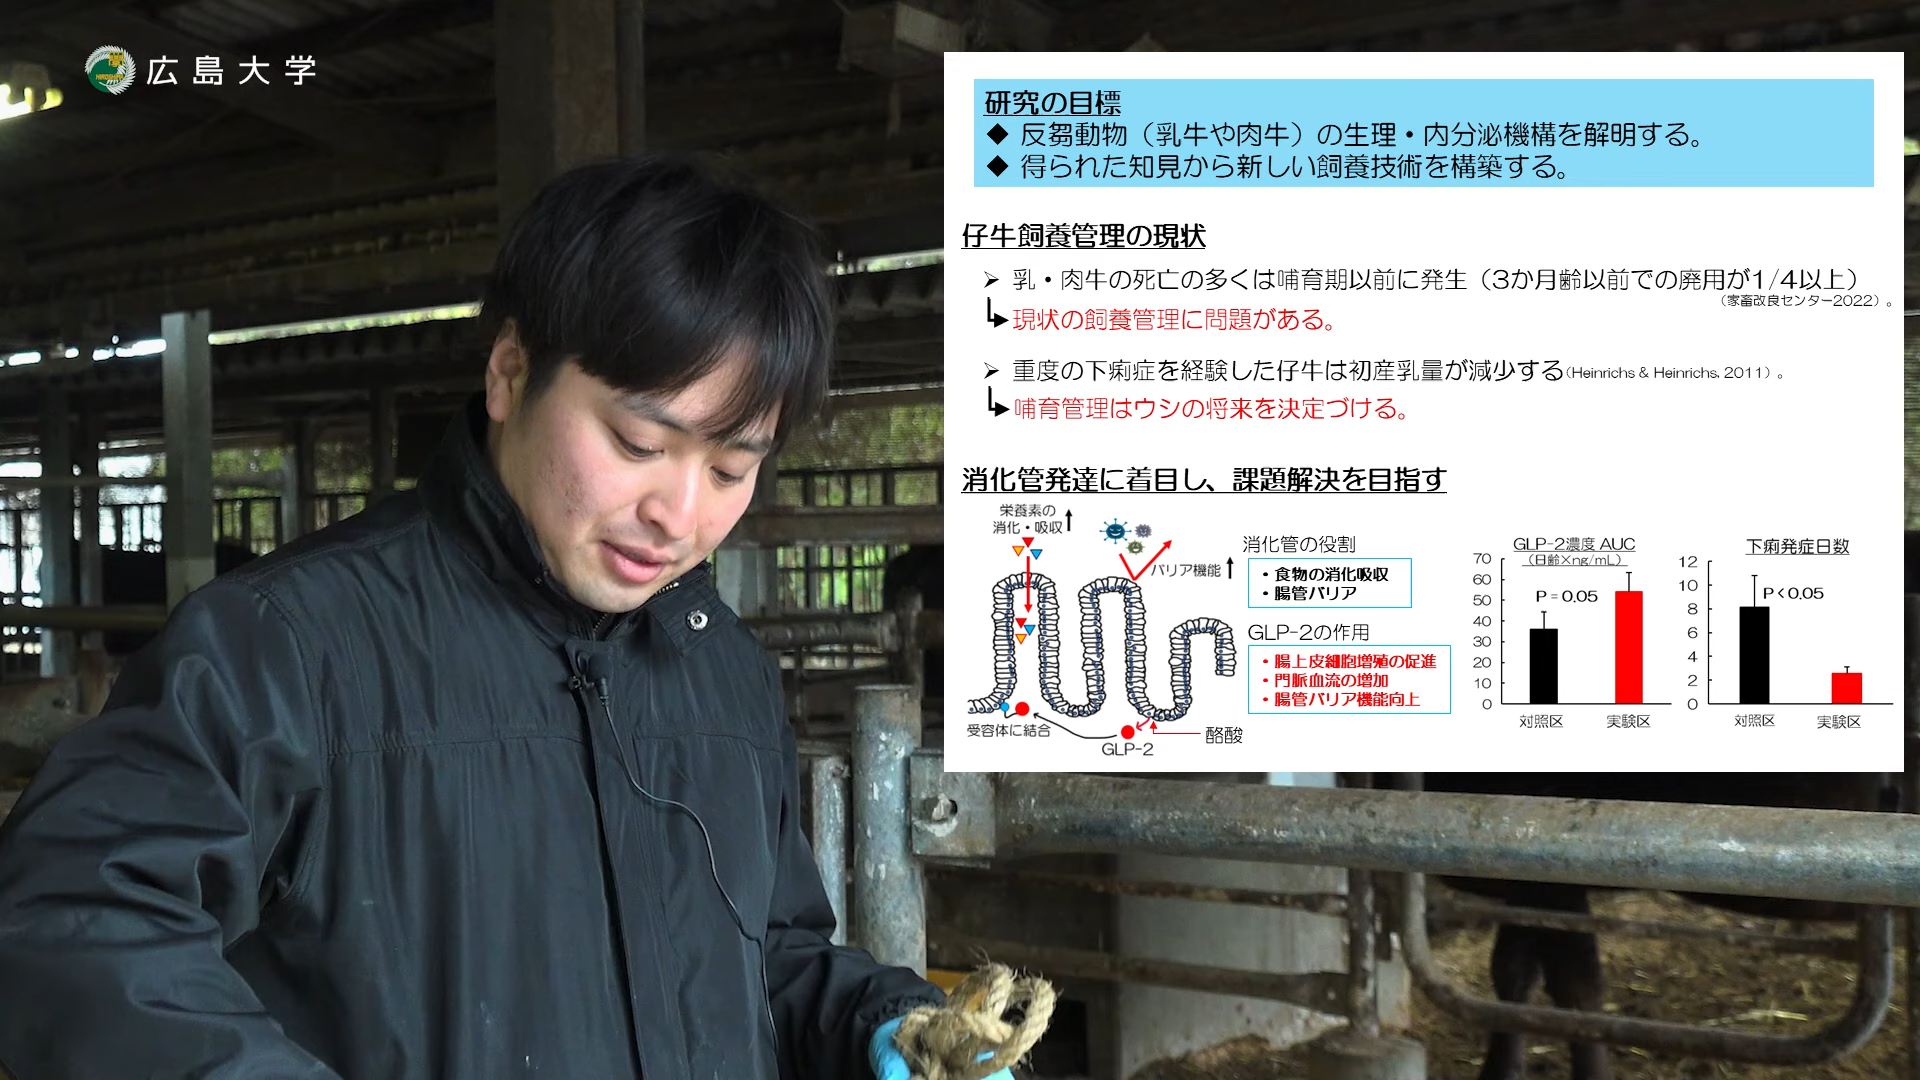 広島大学
研究の目標
◆ 反芻動物（乳牛や肉牛）の生理・内分泌機構を解明する。
◆ 得られた知見から新しい飼養技術を構築する。
仔牛飼養管理の現状
➢ 乳・肉牛の死亡の多くは哺育期以前に発生（3か月齢以前での廃用が1/4以上）
（家畜改良センター2022）。
現状の飼養管理に問題がある。
➢ 重度の下痢症を経験した仔牛は初産乳量が減少する（Heinrichs & Heinrichs, 2011）。
哺育管理はウシの将来を決定づける。
消化管発達に着目し、課題解決を目指す
栄養素の
消化・吸収
バリア機能
受容体に結合
GLP-2
酪酸
消化管の役割
・食物の消化吸収
・腸管バリア
GLP-2の作用
・腸上皮細胞増殖の促進
・門脈血流の増加
・腸管バリア機能向上
GLP-2濃度 AUC
（日齢×ng/mL）
70
60
50
40
30
20
10
0
P = 0.05
対照区 実験区
下痢発症日数
12
10
8
6
4
2
0
P < 0.05
対照区 実験区